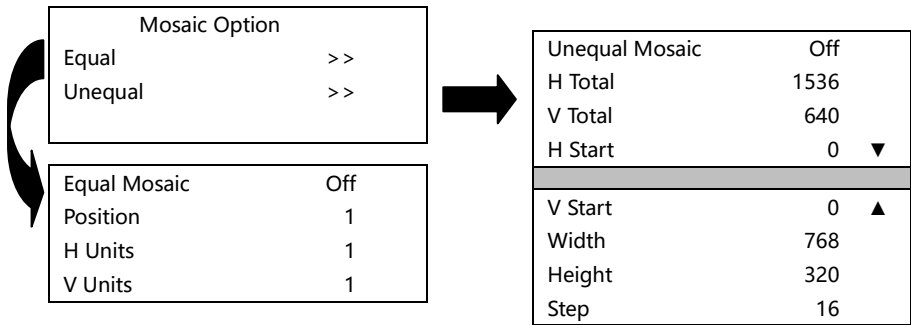 Mosaic Option
Equal >>
Unequal >>
Equal Mosaic Off
Position 1
H Units 1
V Units 1
Unequal Mosaic Off
H Total 1536
V Total 640
H Start 0 ▼
V Start 0 ▲
Width 768
Height 320
Step 16